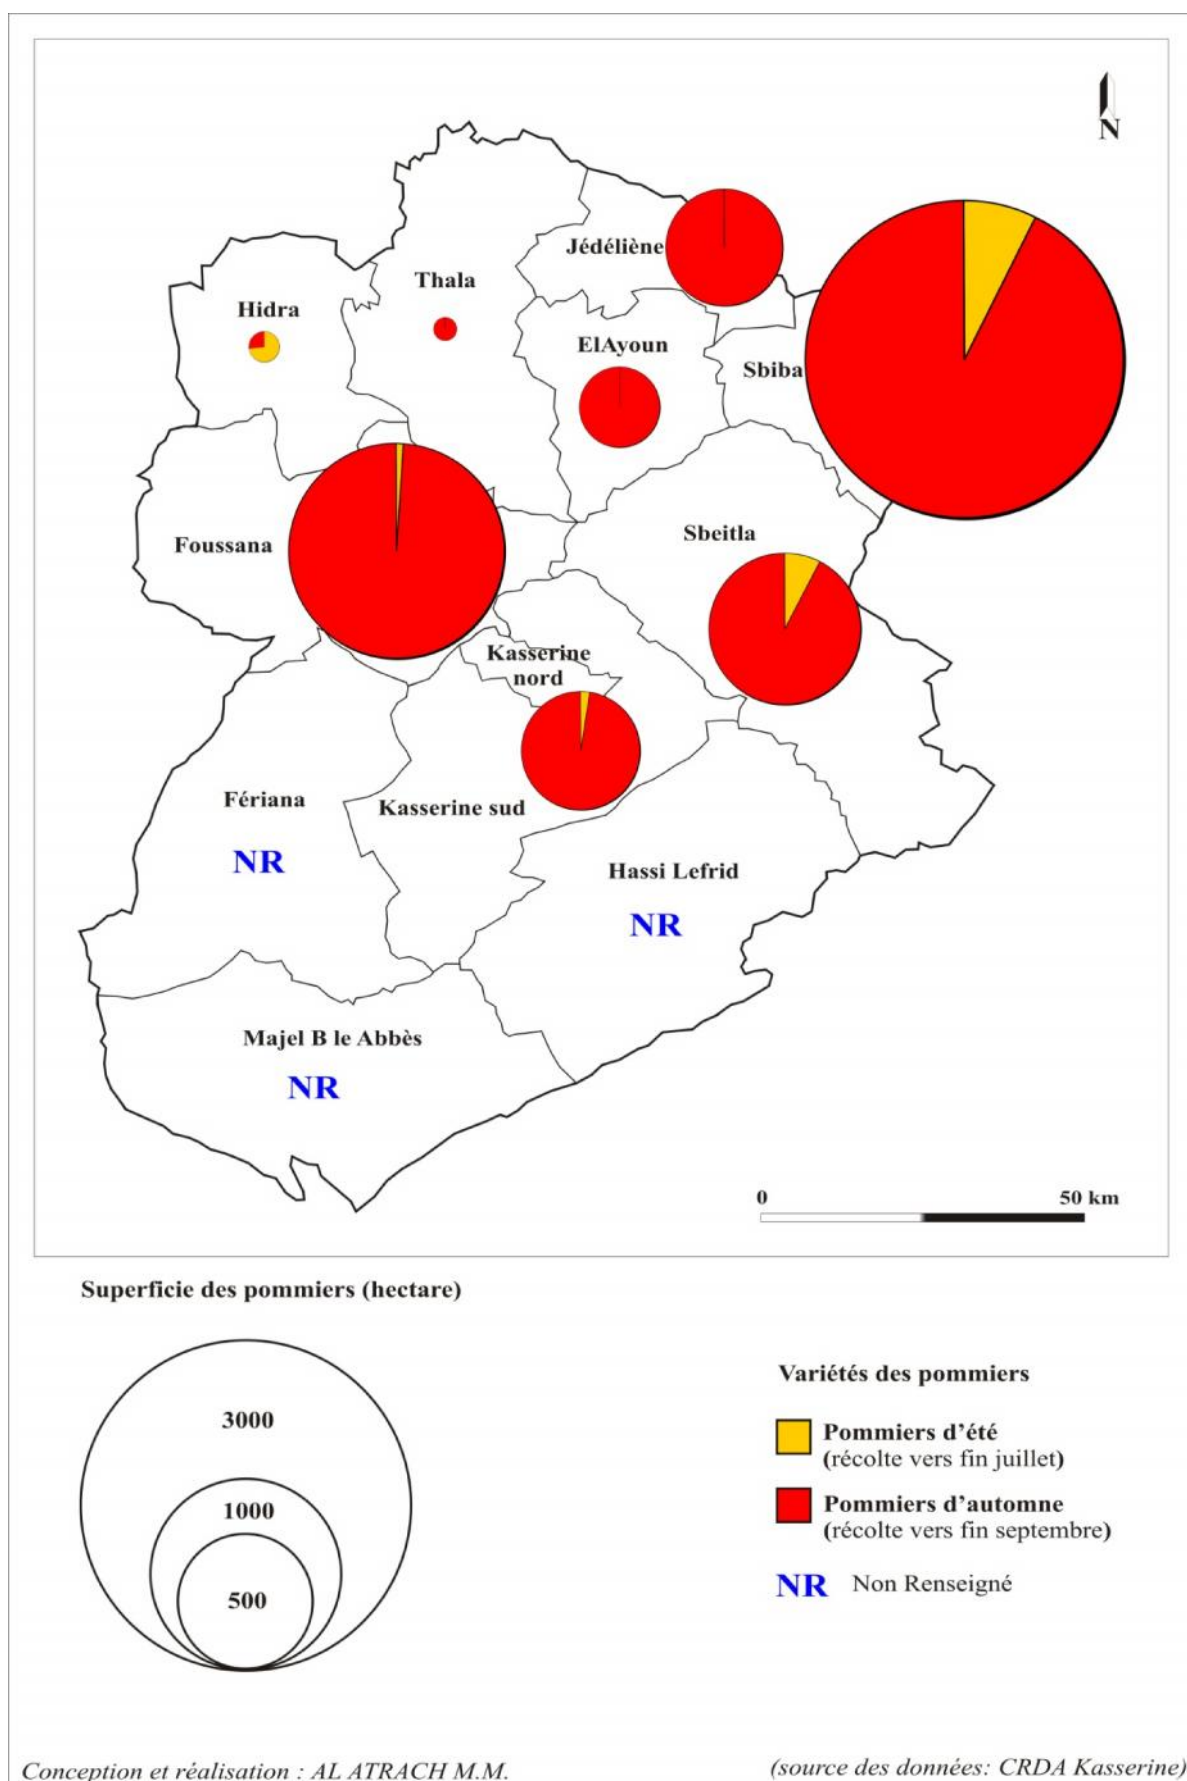 N
Jédéliène
Thala
Hidra
ElAyoun
Sbiba
Sbeitla
Foussana
Kasserine
nord
Fériana
Kasserine sud
NR
Hassi Lefrid
NR
Majel B le Abbès
NR
0 50 km
Superficie des pommiers (hectare)
3000
1000
500
Variétés des pommiers
Pommiers d'été
(récolte vers fin juillet)
Pommiers d'automne
(récolte vers fin septembre)
NR Non Renseigné
Conception et réalisation : AL ATRACH M.M. (source des données: CRDA Kasserine)